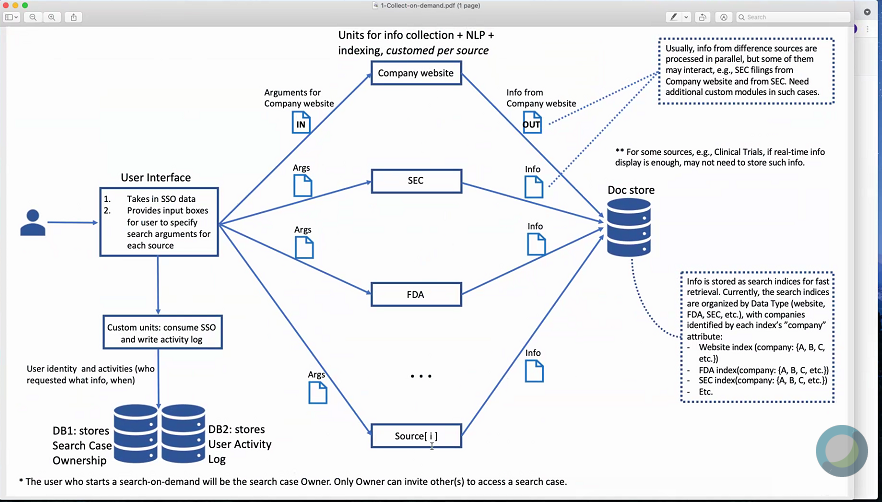 1-Collect-on-demand.pdf (1 page)
Search
Units for info collection + NLP +
indexing, customed per source
Company website
Arguments for
Company website
IN
Info from
Company website
OUT
Usually, info from difference sources are
processed in parallel, but some of them
may interact, e.g., SEC filings from
Company website and from SEC. Need
additional custom modules in such cases.
** For some sources, e.g., Clinical Trials, if real-time info
display is enough, may not need to store such info.
User Interface
1. Takes in SSO data
2. Provides input boxes
for user to specify
search arguments for
each source
Args
SEC
Info
Doc store
Args
FDA
Info
Info is stored as search indices for fast
retrieval. Currently, the search indices
are organized by Data Type (website,
FDA, SEC, etc.), with companies
identified by each index's "company"
attribute:
- Website index (company: {A, B, C,
etc.})
- FDA index(company: {A, B, C, etc.}}
- SEC index(company: {A, B, C, etc.})
- Etc.
Custom units: consume SSO
and write activity log
User identity and activities (who
requested what info, when)
Args
...
Info
Source[ i ]
DB1: stores
Search Case
Ownership
DB2: stores
User Activity
Log
* The user who starts a search-on-demand will be the search case Owner. Only Owner can invite other(s) to access a search case.